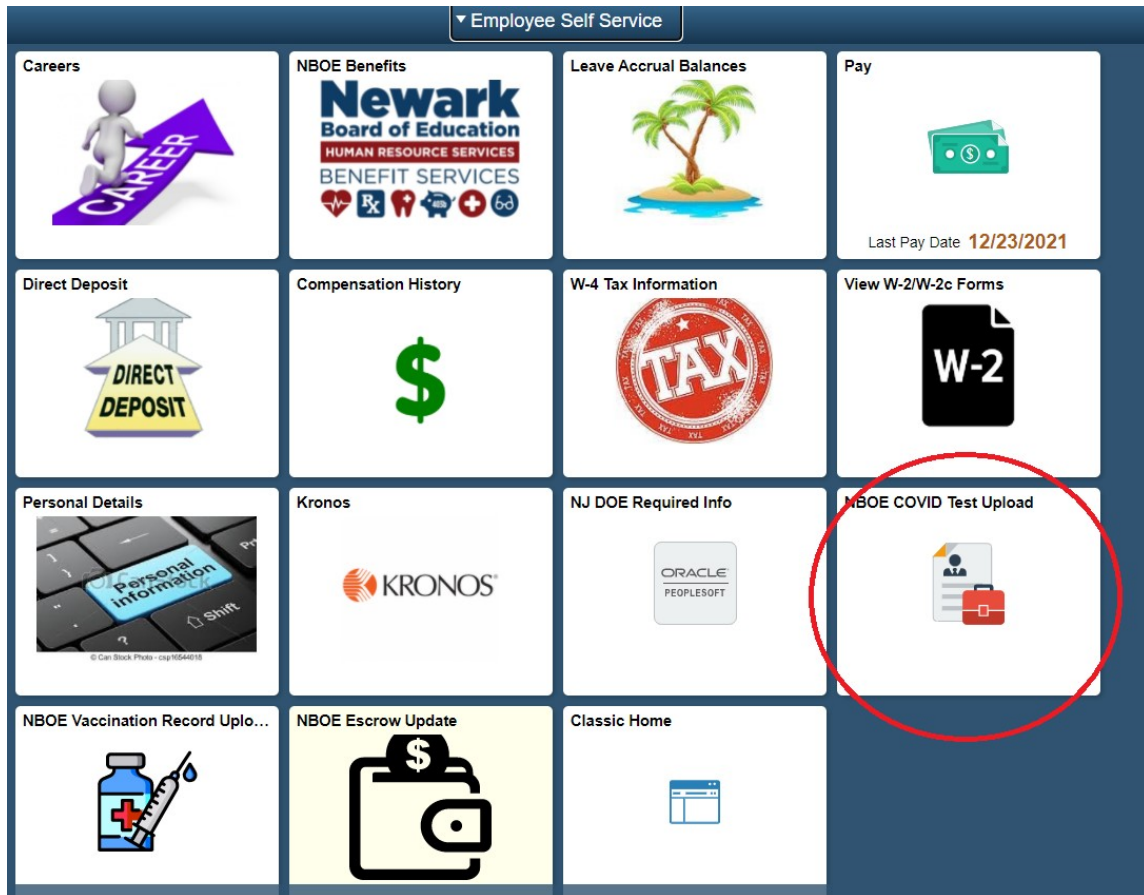 Employee Self Service
Careers
CAREER
NBOE Benefits
Newark
Board of Education
HUMAN RESOURCE SERVICES
BENEFIT SERVICES
Rx 403b
Leave Accrual Balances
Pay
$
Last Pay Date 12/23/2021
Direct Deposit
DIRECT
DEPOSIT
Compensation History
$
W-4 Tax Information
TAX
View W-2/W-2c Forms
W-2
Personal Details
Personal
information
Shift
?
© Can Stock Photo - csp16544018
Kronos
KRONOS
NJ DOE Required Info
ORACLE
PEOPLESOFT
NBOE COVID Test Upload
NBOE Vaccination Record Uplo...
NBOE Escrow Update
$
Classic Home